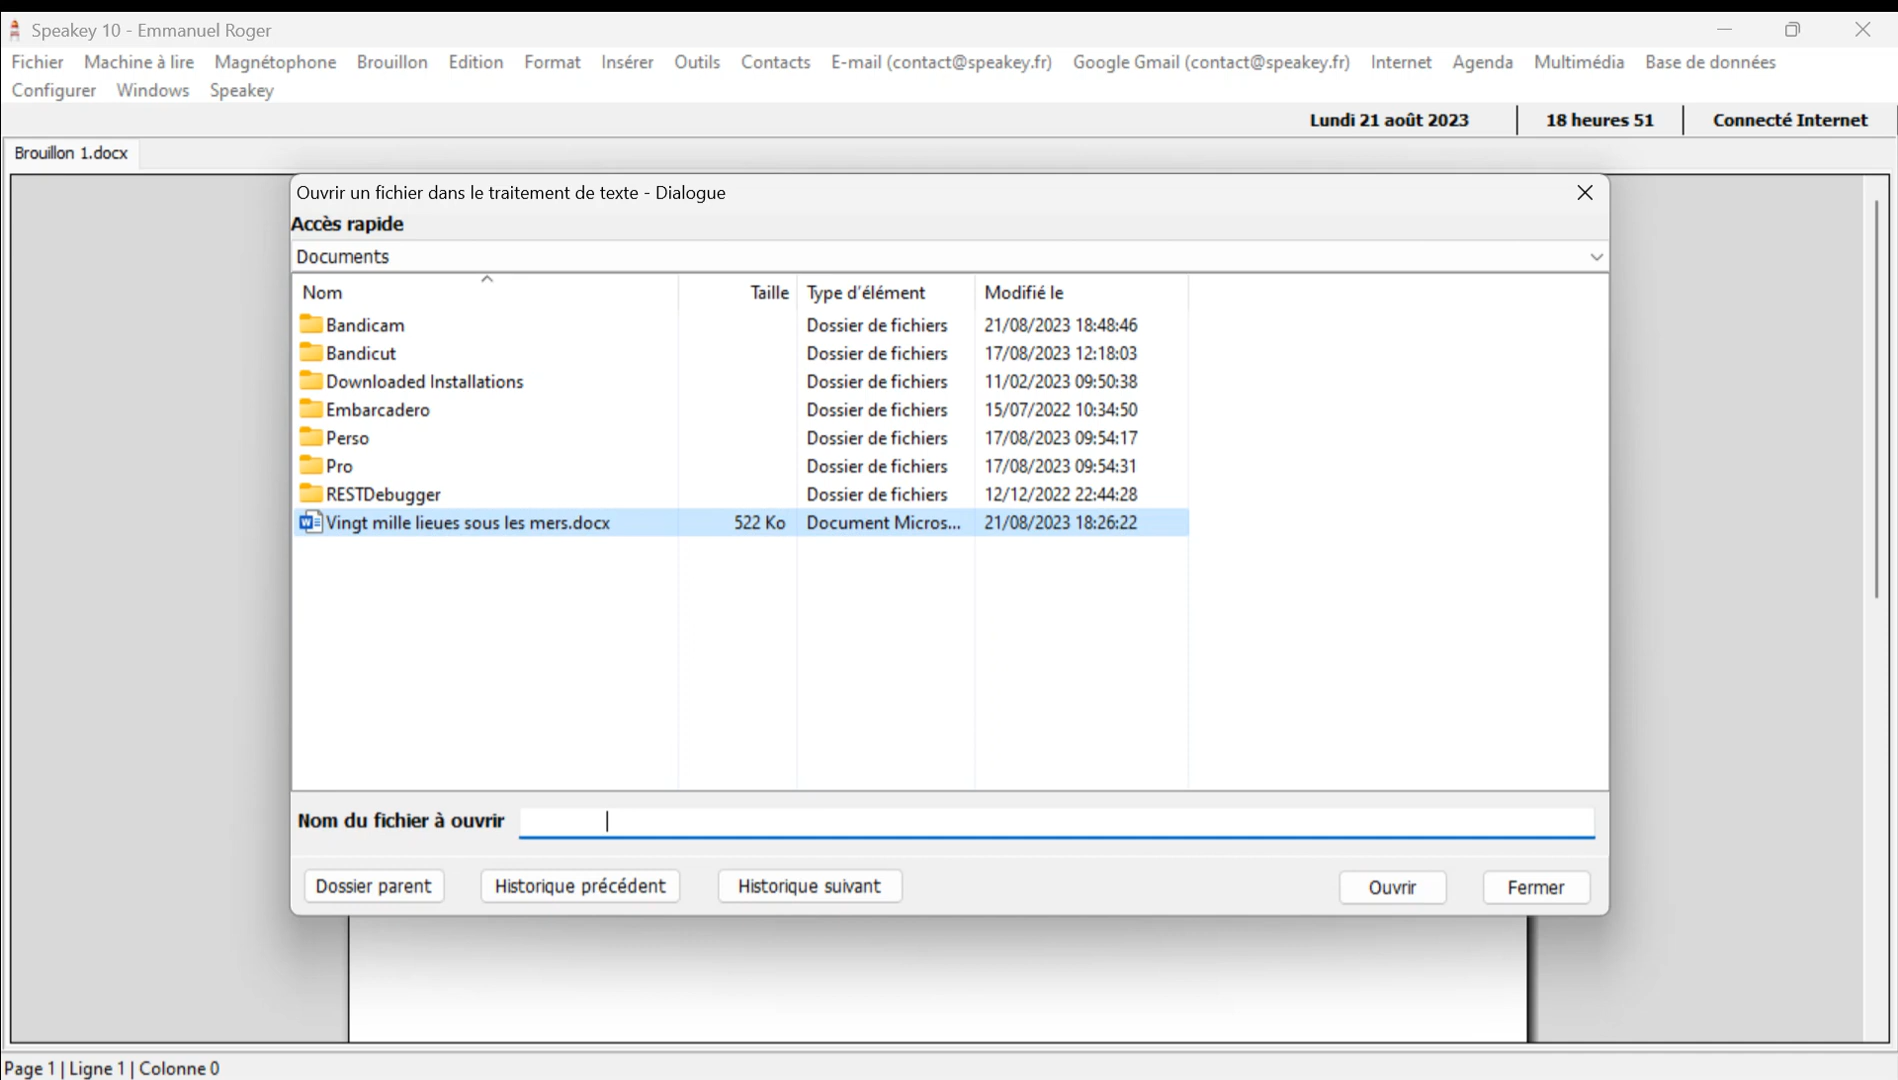 Speakey 10 - Emmanuel Roger
Fichier Machine à lire Magnétophone Brouillon Edition Format Insérer Outils Contacts E-mail (contact@speakey.fr) Google Gmail (contact@speakey.fr) Internet Agenda Multimédia Base de données
Configurer Windows Speakey
Lundi 21 août 2023 18 heures 51 Connecté Internet
Brouillon 1.docx
Ouvrir un fichier dans le traitement de texte - Dialogue
Accès rapide
Documents
Nom Taille Type d'élément Modifié le
Bandicam Dossier de fichiers 21/08/2023 18:48:46
Bandicut Dossier de fichiers 17/08/2023 12:18:03
Downloaded Installations Dossier de fichiers 11/02/2023 09:50:38
Embarcadero Dossier de fichiers 15/07/2022 10:34:50
Perso Dossier de fichiers 17/08/2023 09:54:17
Pro Dossier de fichiers 17/08/2023 09:54:31
RESTDebugger Dossier de fichiers 12/12/2022 22:44:28
Vingt mille lieues sous les mers.docx 522 Ko Document Micros... 21/08/2023 18:26:22
Nom du fichier à ouvrir
Dossier parent Historique précédent Historique suivant Ouvrir Fermer
Page 1 | Ligne 1 | Colonne 0